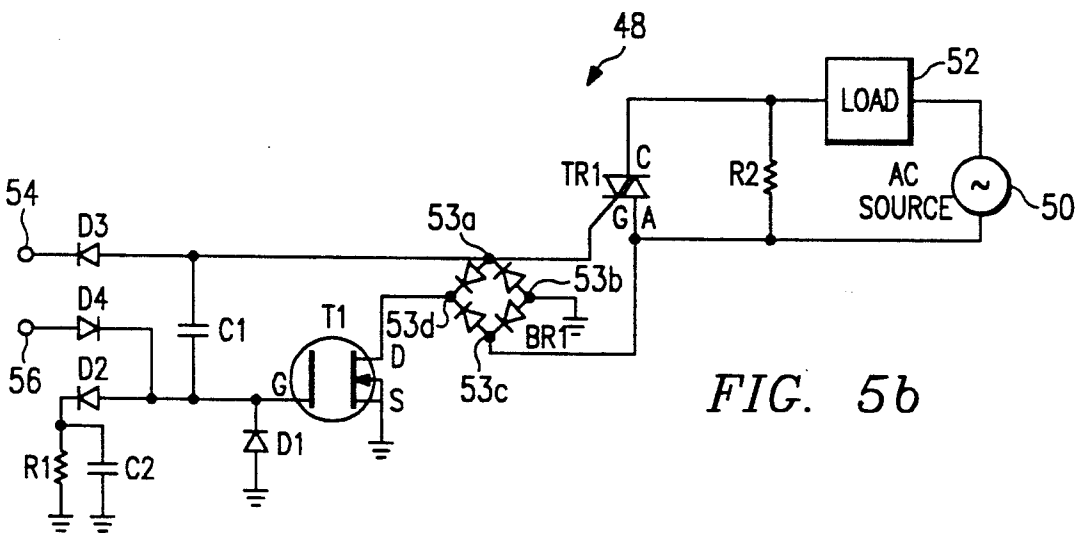 48
52
LOAD
C
TR1
R2
AC
SOURCE
~
50
G A
54
D3
53a
53b
D4
T1
53d
C1
BR1
56
D2
D
G
53c
S
FIG. 5b
D1
R1
C2